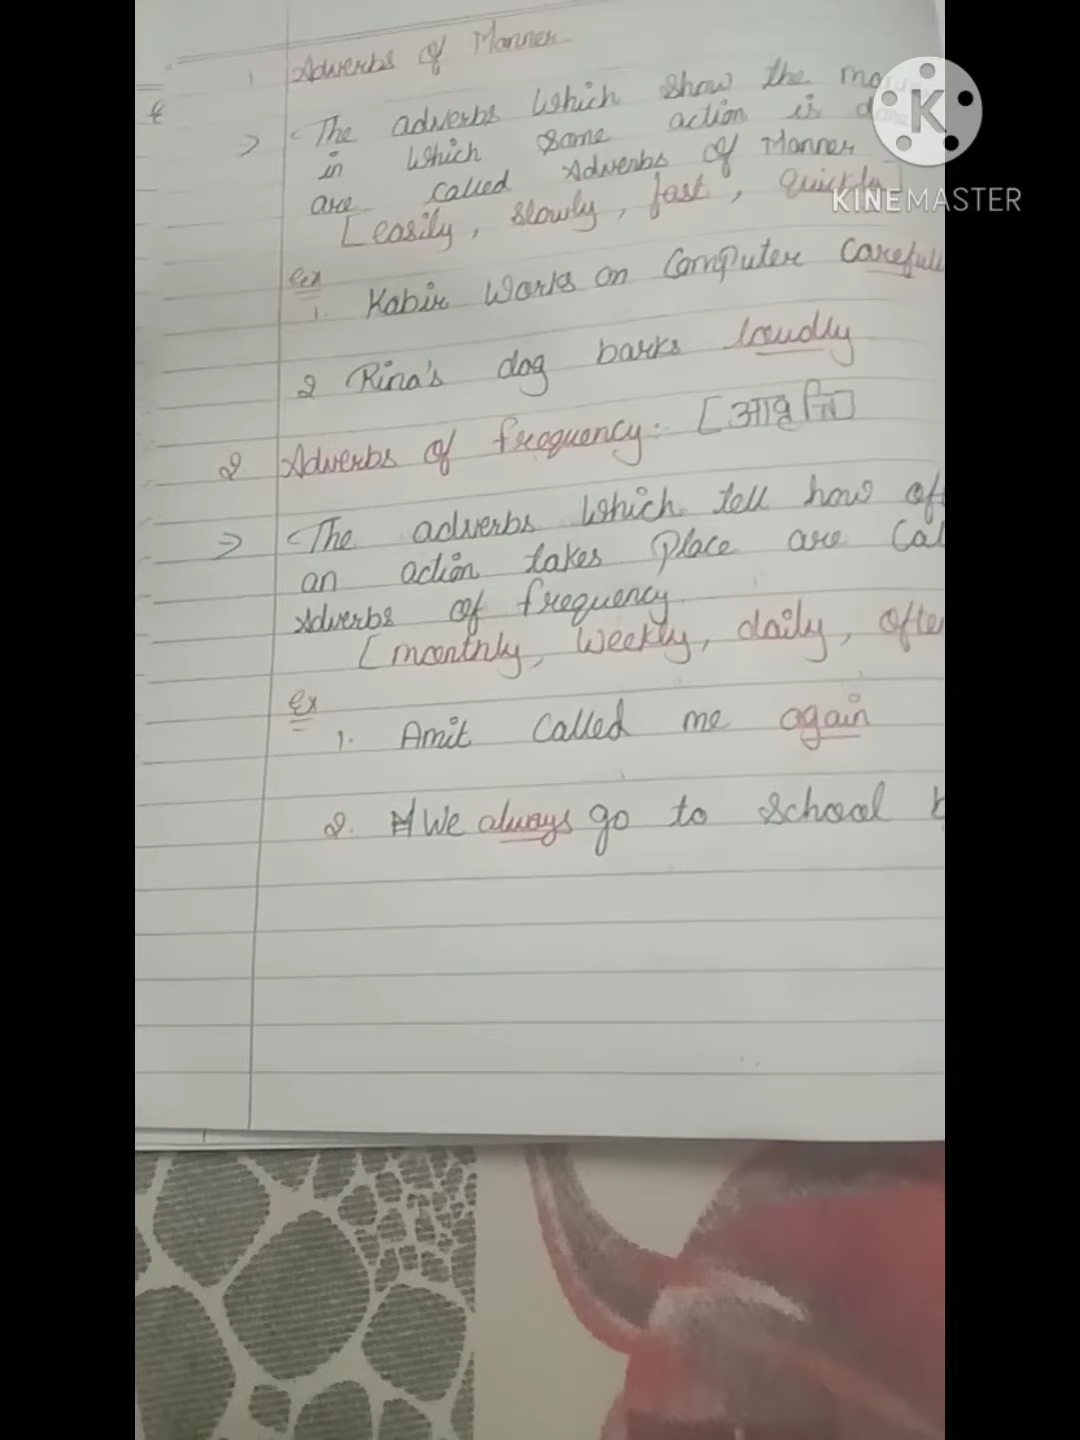 1 Adverbs of Manner.
→ The adverbs which show the
in which some action is
are called Adverbs of Manner
[easily, slowly, fast, quickly]
K
KINEMASTER
ex
1. Kabir works on Computer
2 Rina's dog barks loudly
2 Adverbs of frequency:- [आवृत्ति]
⇒ The adverbs which tell how
an action takes place are
Adverbs of frequency
[monthly, weekly, daily,
Ex
1. Amit called me again
2. We always go to school